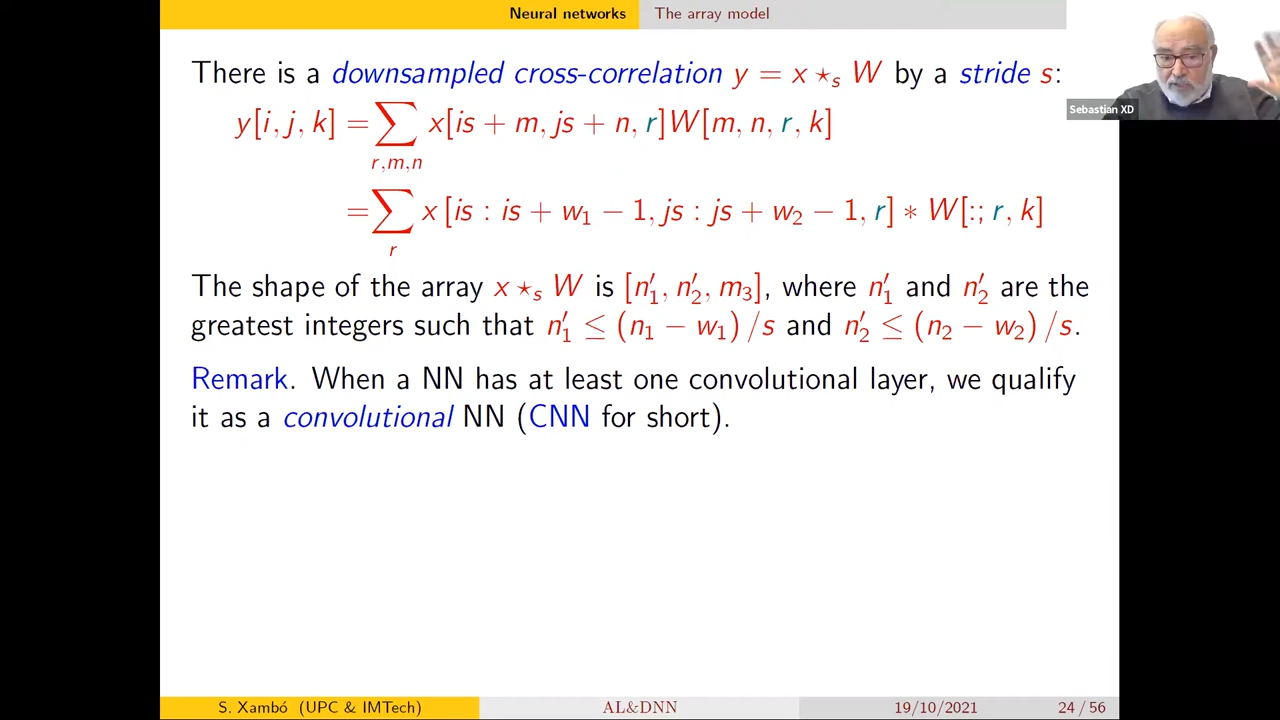 Neural networks The array model
Sebastian XD
There is a downsampled cross-correlation y = x ⋆ₛ W by a stride s:
y[i, j, k] = ∑ x[is + m, js + n, r]W[m, n, r, k]
r,m,n
= ∑ x [is : is + w₁ − 1, js : js + w₂ − 1, r] ∗ W[:; r, k]
r
The shape of the array x ⋆ₛ W is [n′₁, n′₂, m₃], where n′₁ and n′₂ are the
greatest integers such that n′₁ ≤ (n₁ − w₁) /s and n′₂ ≤ (n₂ − w₂) /s.
Remark. When a NN has at least one convolutional layer, we qualify
it as a convolutional NN (CNN for short).
S. Xambó (UPC & IMTech) AL&DNN 19/10/2021 24 / 56